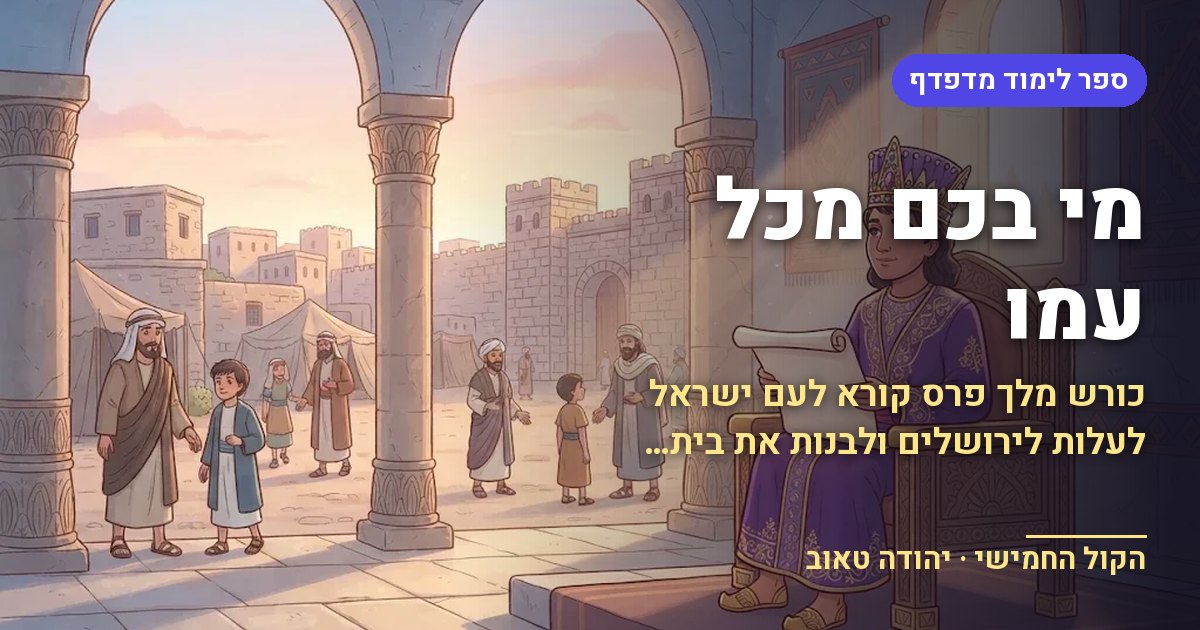 ספר לימוד מדפדף
מי בכם מכל
עמו
כורש מלך פרס קורא לעם ישראל
לעלות לירושלים ולבנות את בית...
הקול החמישי · יהודה טאוב